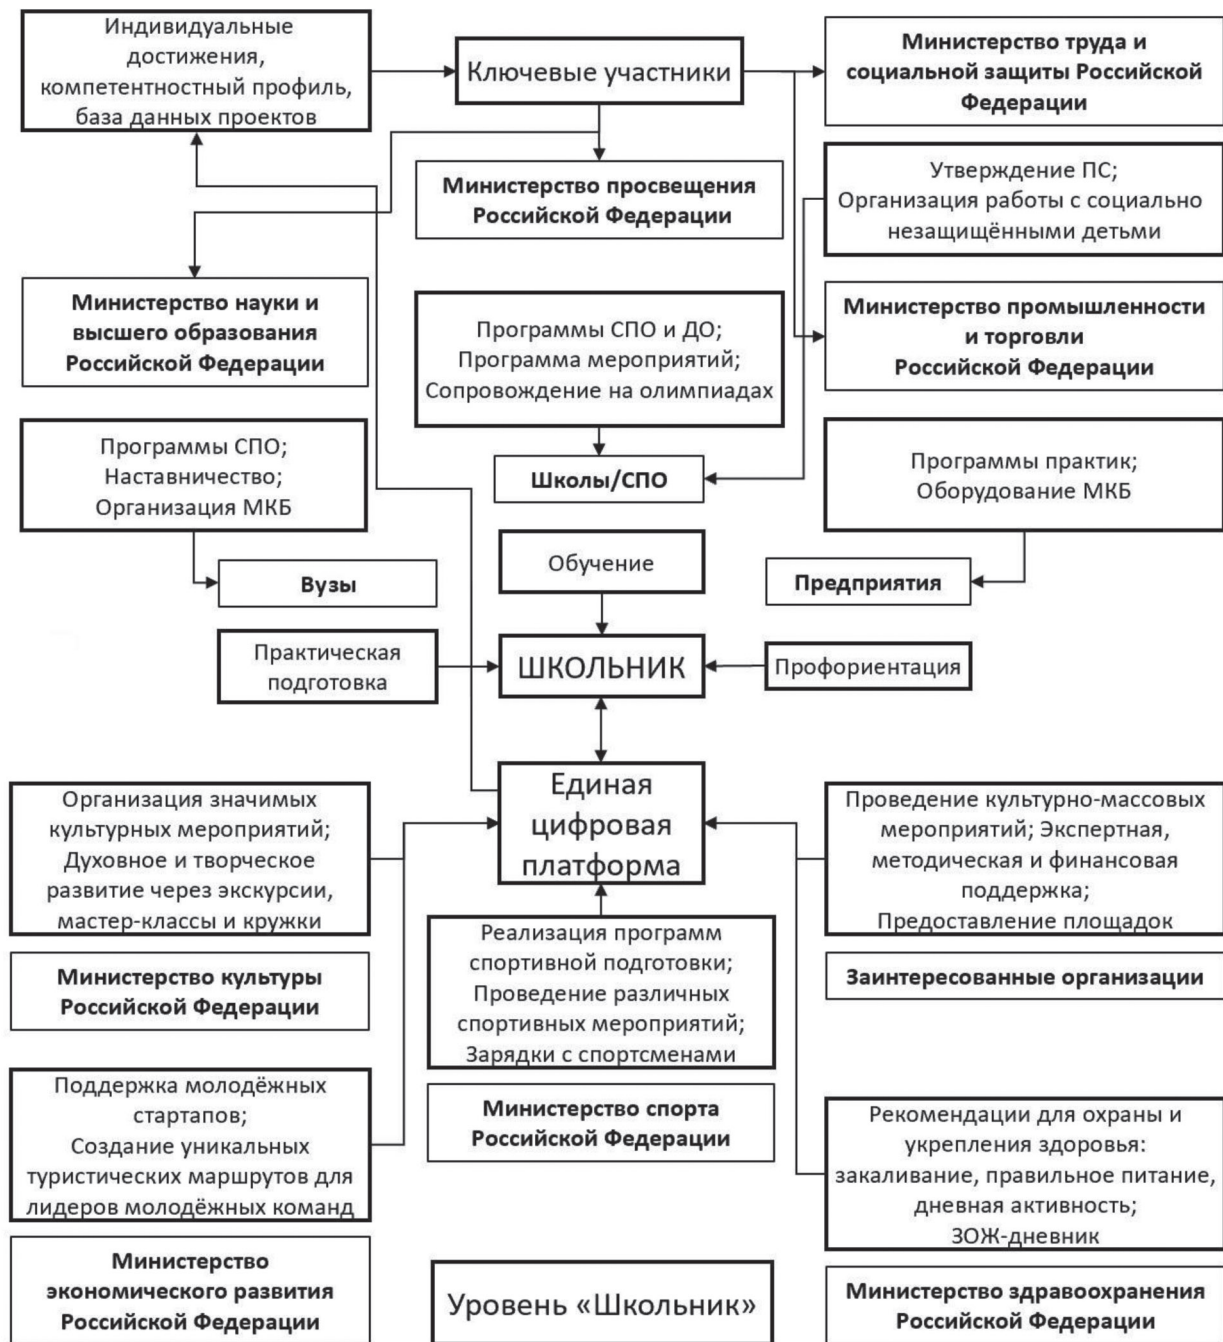 Индивидуальные
достижения,
компетентностный профиль,
база данных проектов
Ключевые участники
Министерство труда и
социальной защиты Российской
Федерации
Министерство просвещения
Российской Федерации
Утверждение ПС;
Организация работы с социально
незащищёнными детьми
Министерство науки и
высшего образования
Российской Федерации
Программы СПО и ДО;
Программа мероприятий;
Сопровождение на олимпиадах
Министерство промышленности
и торговли
Российской Федерации
Программы СПО;
Наставничество;
Организация МКБ
Школы/СПО
Программы практик;
Оборудование МКБ
Вузы
Обучение
Предприятия
Практическая
подготовка
ШКОЛЬНИК
Профориентация
Единая
цифровая
платформа
Организация значимых
культурных мероприятий;
Духовное и творческое
развитие через экскурсии,
мастер-классы и кружки
Проведение культурно-массовых
мероприятий; Экспертная,
методическая и финансовая
поддержка;
Предоставление площадок
Министерство культуры
Российской Федерации
Реализация программ
спортивной подготовки;
Проведение различных
спортивных мероприятий;
Зарядки с спортсменами
Заинтересованные организации
Поддержка молодёжных
стартапов;
Создание уникальных
туристических маршрутов для
лидеров молодёжных команд
Министерство спорта
Российской Федерации
Рекомендации для охраны и
укрепления здоровья:
закаливание, правильное питание,
дневная активность;
ЗОЖ-дневник
Министерство
экономического развития
Российской Федерации
Уровень «Школьник»
Министерство здравоохранения
Российской Федерации